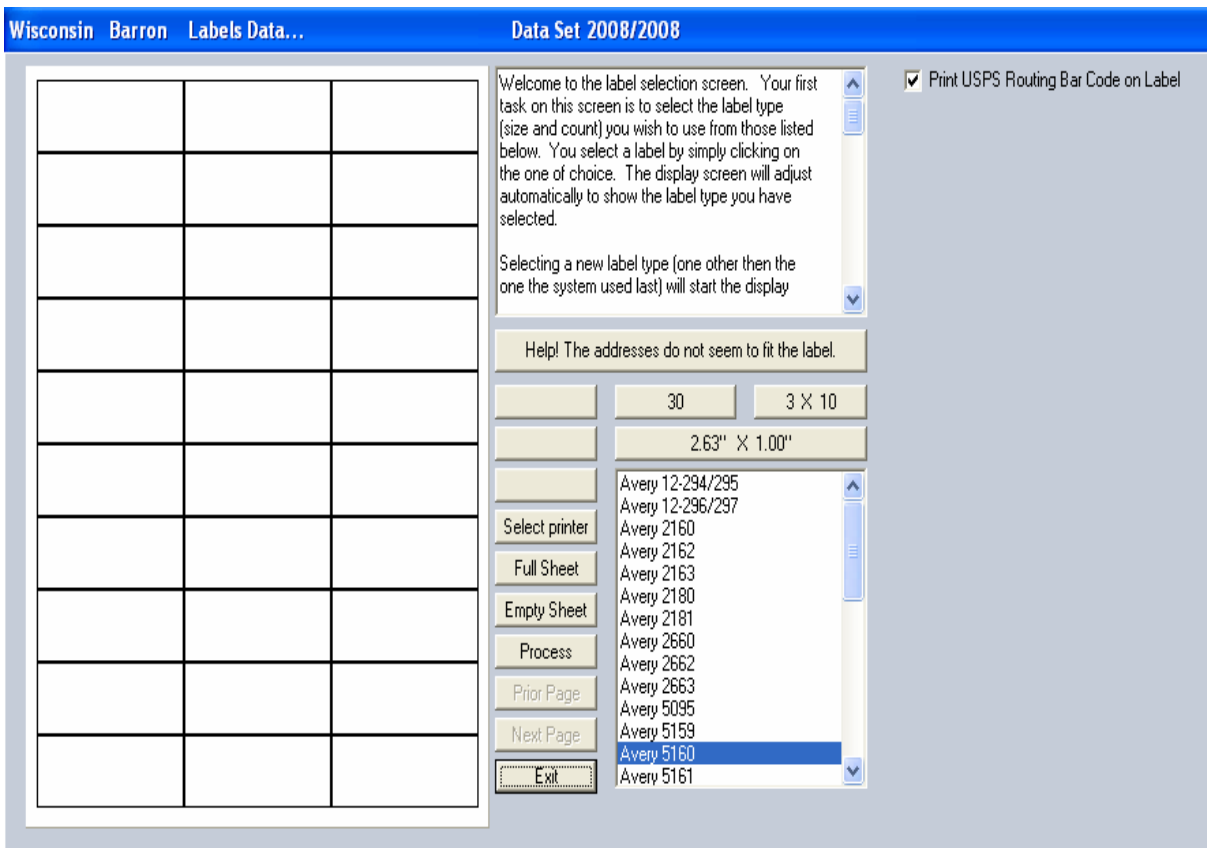 Wisconsin Barron Labels Data... Data Set 2008/2008
Welcome to the label selection screen. Your first
task on this screen is to select the label type
(size and count) you wish to use from those listed
below. You select a label by simply clicking on
the one of choice. The display screen will adjust
automatically to show the label type you have
selected.
Selecting a new label type (one other then the
one the system used last) will start the display
Print USPS Routing Bar Code on Label
Help! The addresses do not seem to fit the label.
30
3 X 10
2.63" X 1.00"
Select printer
Full Sheet
Empty Sheet
Process
Prior Page
Next Page
Exit
Avery 12-294/295
Avery 12-296/297
Avery 2160
Avery 2162
Avery 2163
Avery 2180
Avery 2181
Avery 2660
Avery 2662
Avery 2663
Avery 5095
Avery 5159
Avery 5160
Avery 5161